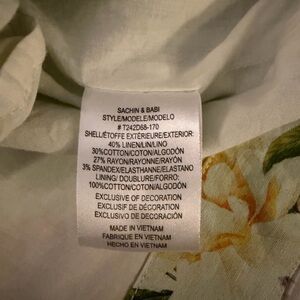 SACHIN & BABI
STYLE/MODELE/MODELO
# T242D68-170
SHELL/ÉTOFFE EXTÉRIEURE/EXTERIOR:
40% LINEN/LIN/LINO
30%COTTON/COTON/ALGODÓN
27% RAYON/RAYONNE/RAYÓN
3% SPANDEX/ELASTHANNE/ELASTANO
LINING/ DOUBLURE/FORRO:
100%COTTON/COTON/ALGODÓN
EXCLUSIVE OF DECORATION
EXCLUSIF DE DÉCORATION
EXCLUSIVO DE DECORACIÓN
MADE IN VIETNAM
FABRIQUE EN VIETNAM
HECHO EN VIETNAM